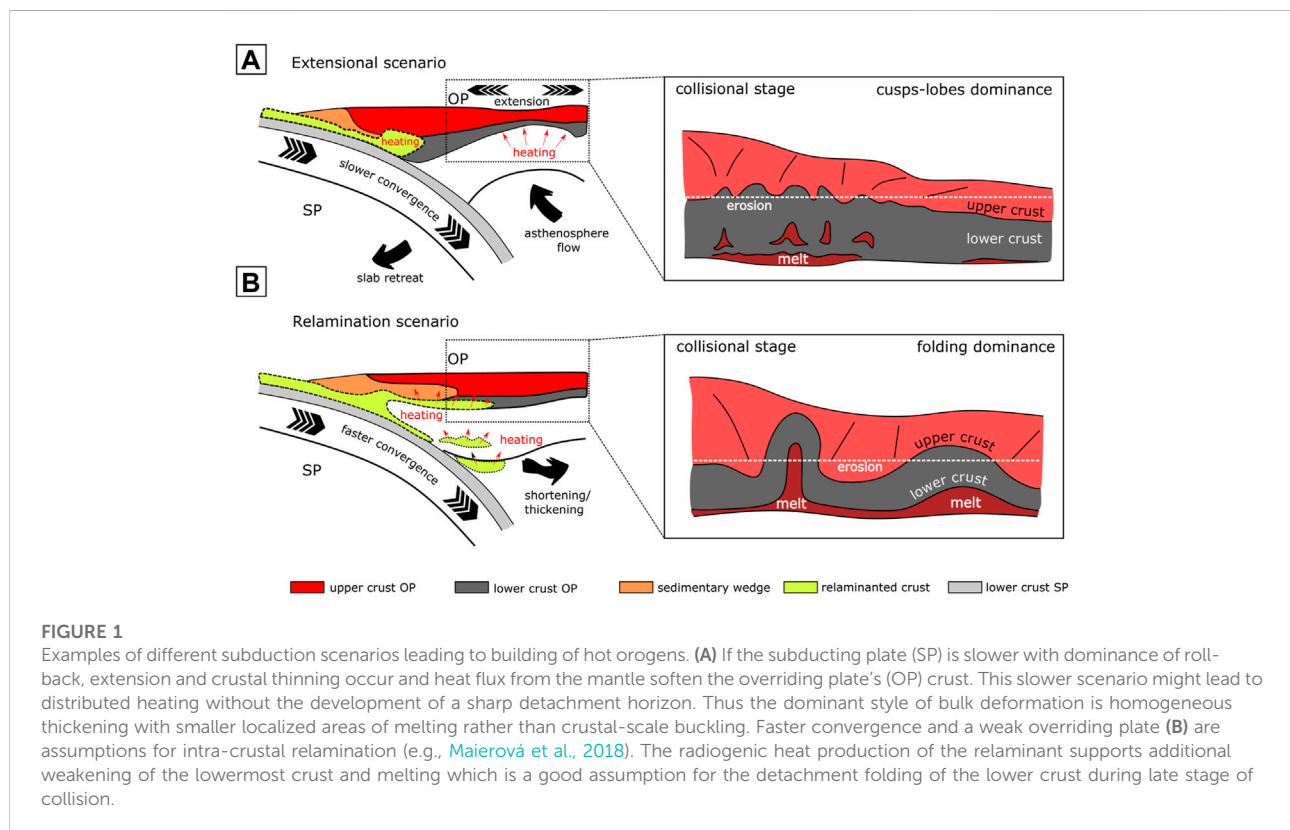 A
Extensional scenario
OP
extension
heating
heating
slower convergence
SP
slab retreat
asthenosphere
flow
collisional stage
cusps-lobes dominance
erosion
upper crust
lower crust
melt
B
Relamination scenario
OP
heating
heating
faster convergence
SP
shortening/
thickening
collisional stage
folding dominance
upper crust
erosion
lower crust
melt
melt
upper crust OP
lower crust OP
sedimentary wedge
relaminanted crust
lower crust SP
FIGURE 1
Examples of different subduction scenarios leading to building of hot orogens. (A) If the subducting plate (SP) is slower with dominance of roll-
back, extension and crustal thinning occur and heat flux from the mantle soften the overriding plate's (OP) crust. This slower scenario might lead to
distributed heating without the development of a sharp detachment horizon. Thus the dominant style of bulk deformation is homogeneous
thickening with smaller localized areas of melting rather than crustal-scale buckling. Faster convergence and a weak overriding plate (B) are
assumptions for intra-crustal relamination (e.g., Maierová et al., 2018). The radiogenic heat production of the relaminant supports additional
weakening of the lowermost crust and melting which is a good assumption for the detachment folding of the lower crust during late stage of
collision.